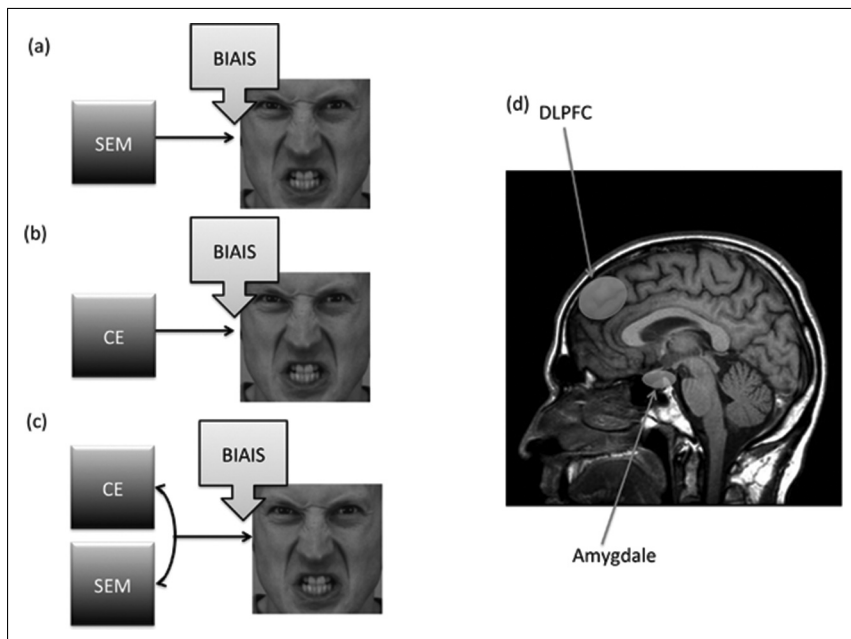 (a)
BIAIS
SEM
(b)
BIAIS
CE
(c)
BIAIS
CE
SEM
(d) DLPFC
Amygdale